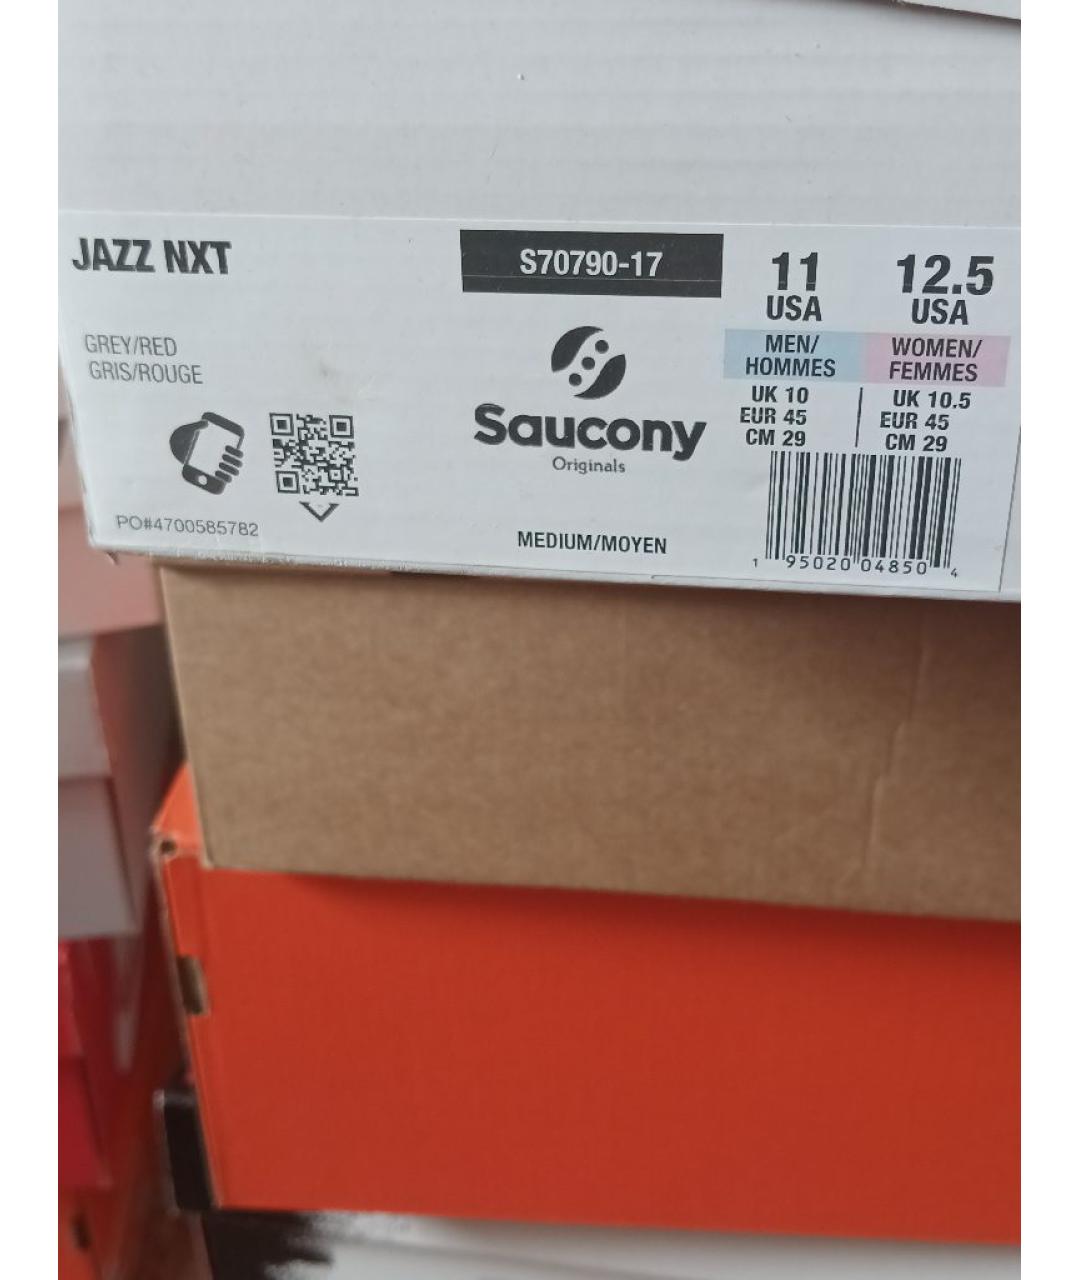 JAZZ NXT
S70790-17
GREY/RED
GRIS/ROUGE
PO#4700585782
Saucony
Originals
MEDIUM/MOYEN
11 12.5
USA USA
MEN/ WOMEN/
HOMMES FEMMES
UK 10 UK 10.5
EUR 45 EUR 45
CM 29 CM 29
1 95020 04850 4